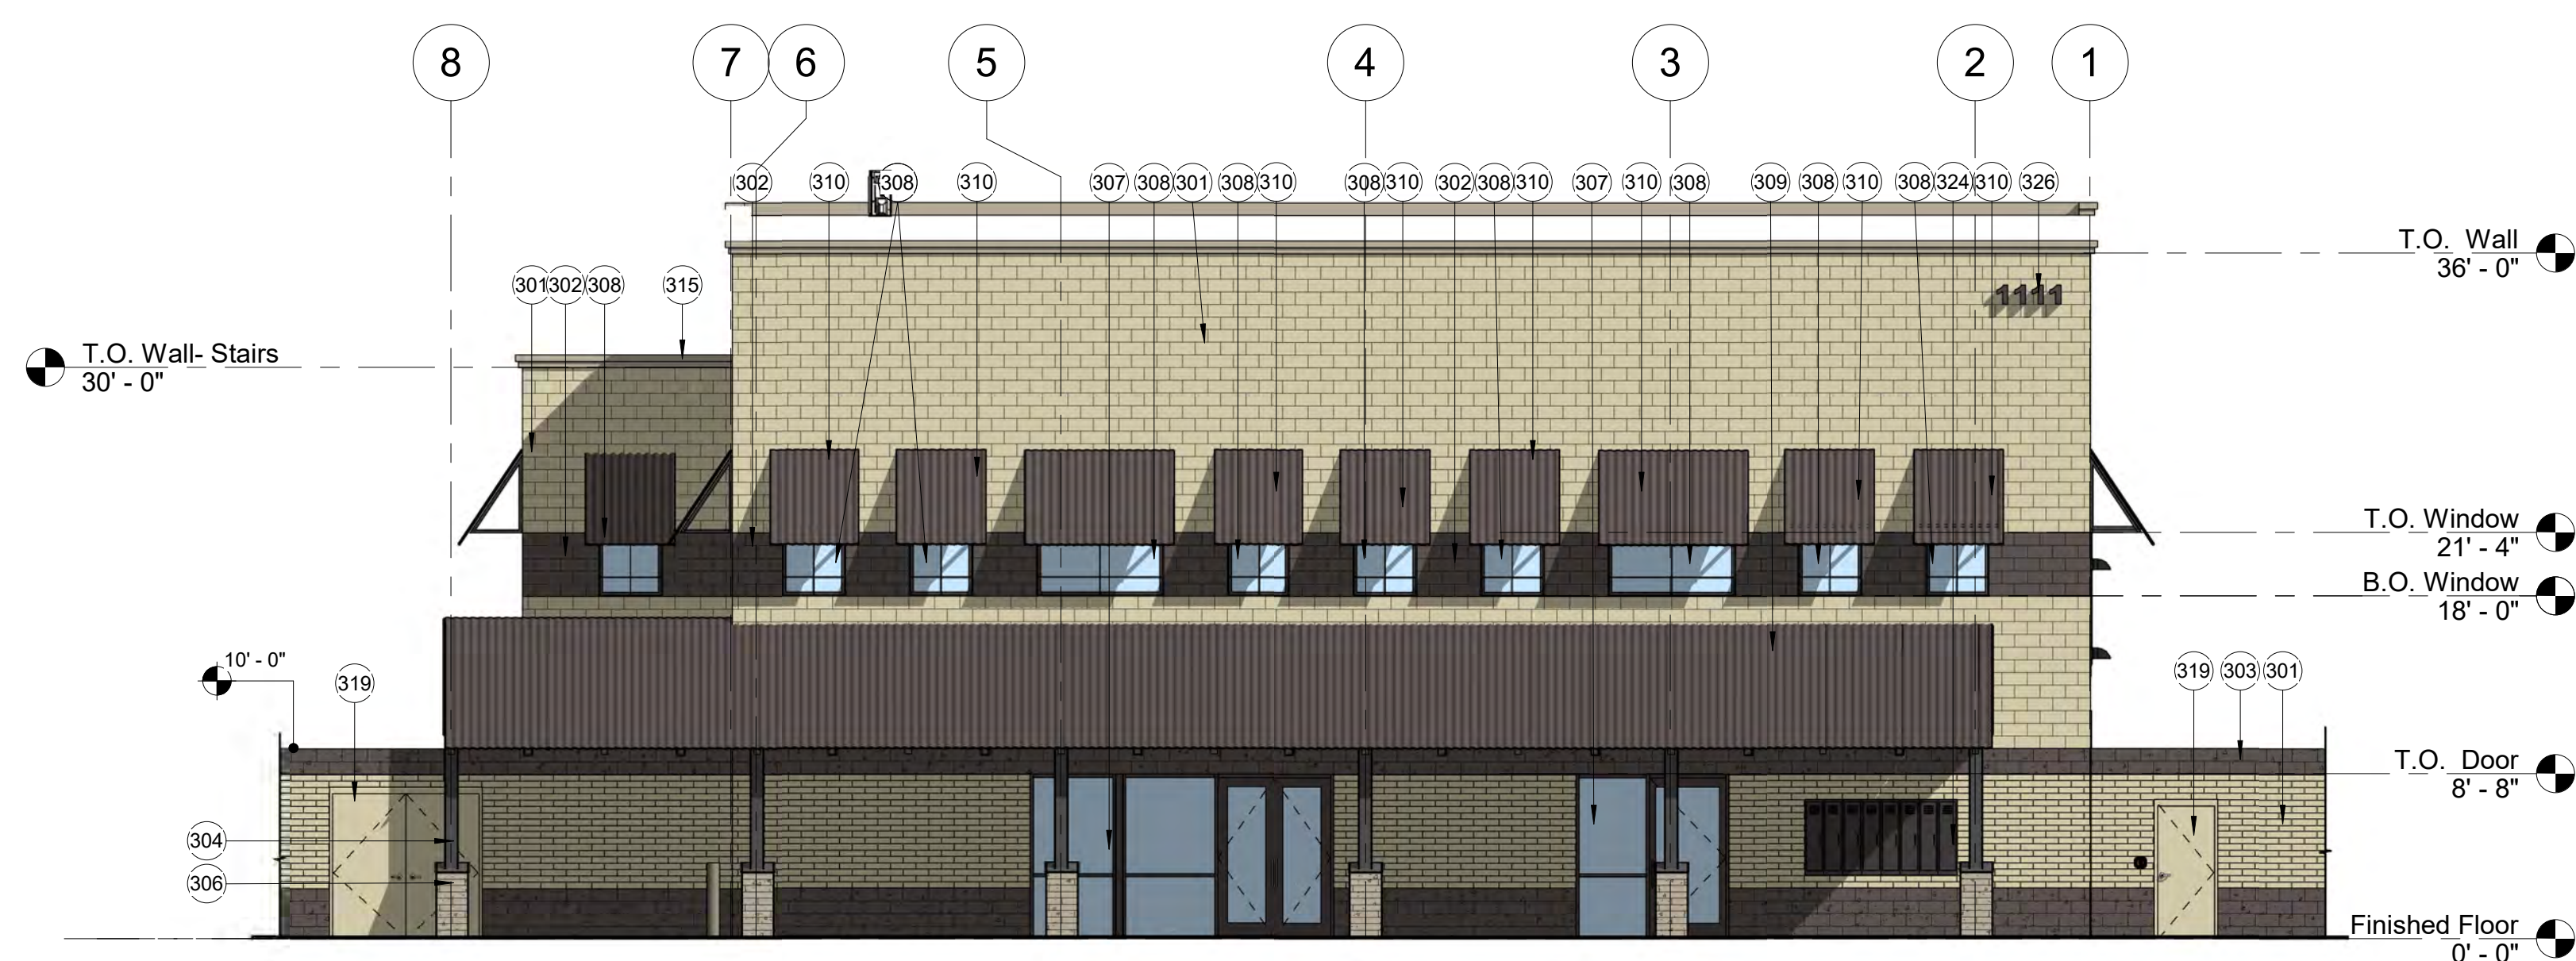 8 7 6 5 4 3 2 1
302 310 308 310 307 308 301 308 310 308 310 302 308 310 307 310 308 309 308 310 308 324 310 326
T.O. Wall
36' - 0"
301 302 308 315
1111
T.O. Wall- Stairs
30' - 0"
T.O. Window
21' - 4"
B.O. Window
18' - 0"
10' - 0"
319
319 303 301
T.O. Door
8' - 8"
304
306
Finished Floor
0' - 0"